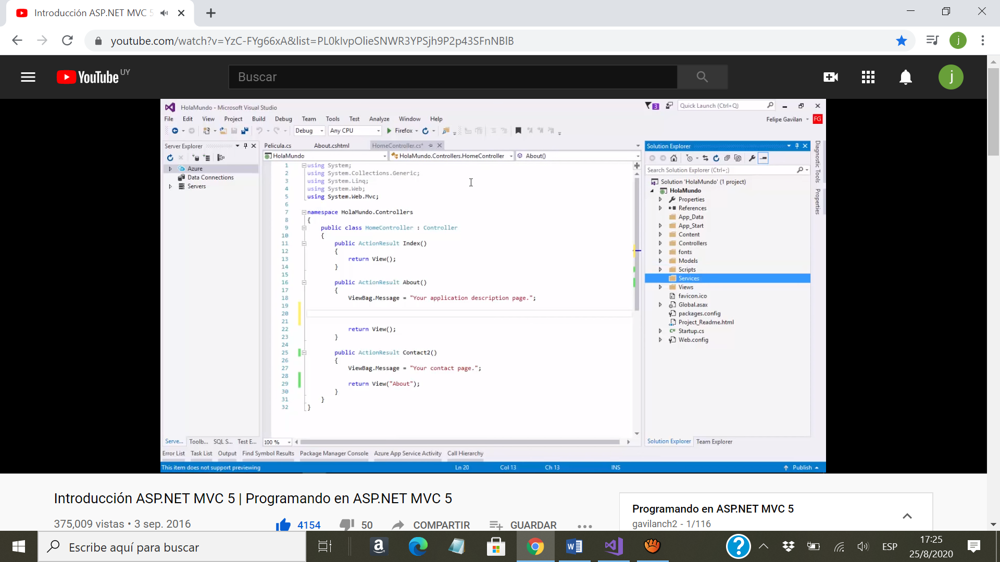 Introducción ASP.NET MVC 5
youtube.com/watch?v=YzC-FYg66xA&list=PL0kIvpOlieSNWR3YPSjh9P2p43SFnNBlB
j
YouTube UY
Buscar
j
HolaMundo - Microsoft Visual Studio
3
Quick Launch (Ctrl+Q)
File Edit View Project Build Debug Team Tools Test Analyze Window Help
Felipe Gavilan FG
Debug Any CPU Firefox
Server Explorer
Azure
Data Connections
Servers
Pelicula.cs About.cshtml HomeController.cs*
HolaMundo HolaMundo.Controllers.HomeController About()
1 using System;
2 using System.Collections.Generic;
3 using System.Linq;
4 using System.Web;
5 using System.Web.Mvc;
6
7 namespace HolaMundo.Controllers
8 {
9 public class HomeController : Controller
10 {
11 public ActionResult Index()
12 {
13 return View();
14 }
15
16 public ActionResult About()
17 {
18 ViewBag.Message = "Your application description page.";
19
20
21
22 return View();
23 }
24
25 public ActionResult Contact2()
26 {
27 ViewBag.Message = "Your contact page.";
28
29 return View("About");
30 }
31 }
32 }
100 %
Solution Explorer
Search Solution Explorer (Ctrl+;)
Solution 'HolaMundo' (1 project)
HolaMundo
Properties
References
App_Data
App_Start
Content
Controllers
fonts
Models
Scripts
Services
Views
favicon.ico
Global.asax
packages.config
Project_Readme.html
Startup.cs
Web.config
Diagnostic Tools
Properties
Serve... Toolb... SQL S... Test E...
Solution Explorer Team Explorer
Error List Task List Output Find Symbol Results Package Manager Console Azure App Service Activity Call Hierarchy
This item does not support previewing Ln 20 Col 13 Ch 13 INS Publish
Introducción ASP.NET MVC 5 | Programando en ASP.NET MVC 5
375,009 vistas • 3 sep. 2016
4154 50 COMPARTIR GUARDAR
Programando en ASP.NET MVC 5
gavilanch2 - 1/116
Escribe aquí para buscar
ESP
17:25
25/8/2020